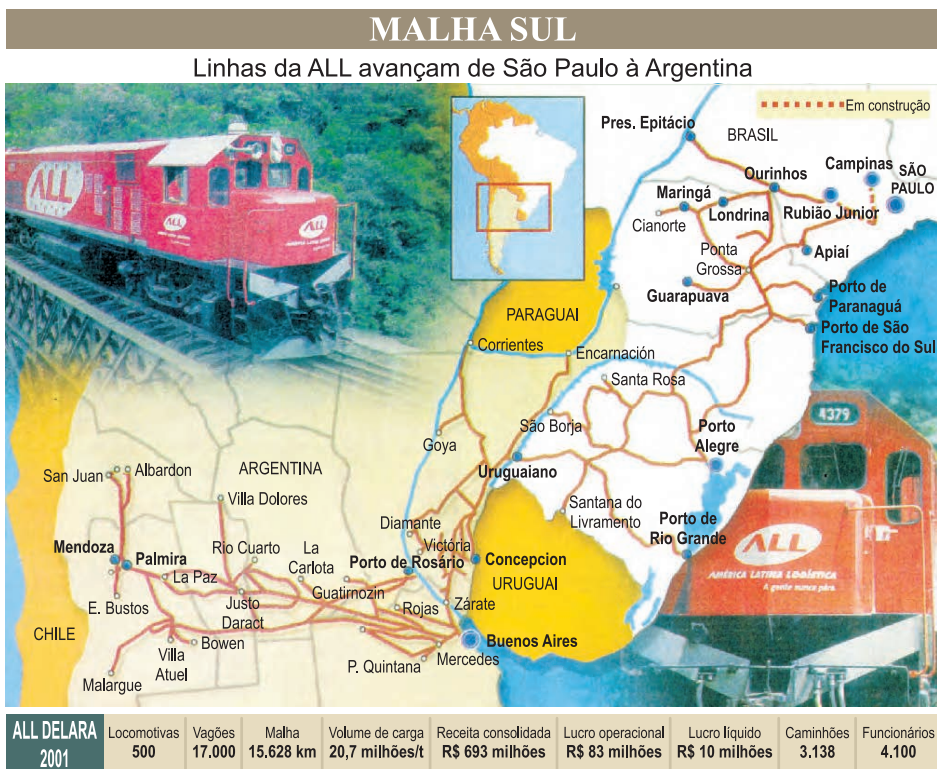 MALHA SUL
Linhas da ALL avançam de São Paulo à Argentina
Em construção
Pres. Epitácio
BRASIL
Ourinhos
Campinas
SÃO
PAULO
Maringá
Cianorte
Londrina
Rubião Junior
Ponta
Grossa
Apiaí
Guarapuava
Porto de
Paranaguá
Porto de São
Francisco do Sul
PARAGUAI
Corrientes
Encarnación
Santa Rosa
São Borja
Goya
Porto
Alegre
Uruguaiano
San Juan
Albardon
ARGENTINA
Villa Dolores
Santana do
Livramento
Porto de
Rio Grande
Diamante
Victória
Mendoza
Palmira
Rio Cuarto
La
Carlota
Porto de Rosário
Concepcion
La Paz
Guatirnozin
URUGUAI
E. Bustos
Justo
Daract
Rojas
Zárate
CHILE
Villa
Atuel
Bowen
Buenos Aires
Mercedes
P. Quintana
Malargue
ALL
ALL
AMÉRICA LATINA LOGÍSTICA
4379
ALL
AMÉRICA LATINA LOGÍSTICA
A gente nunca pára.
ALL DELARA
2001
Locomotivas
500
Vagões
17.000
Malha
15.628 km
Volume de carga
20,7 milhões/t
Receita consolidada
R$ 693 milhões
Lucro operacional
R$ 83 milhões
Lucro líquido
R$ 10 milhões
Caminhões
3.138
Funcionários
4.100